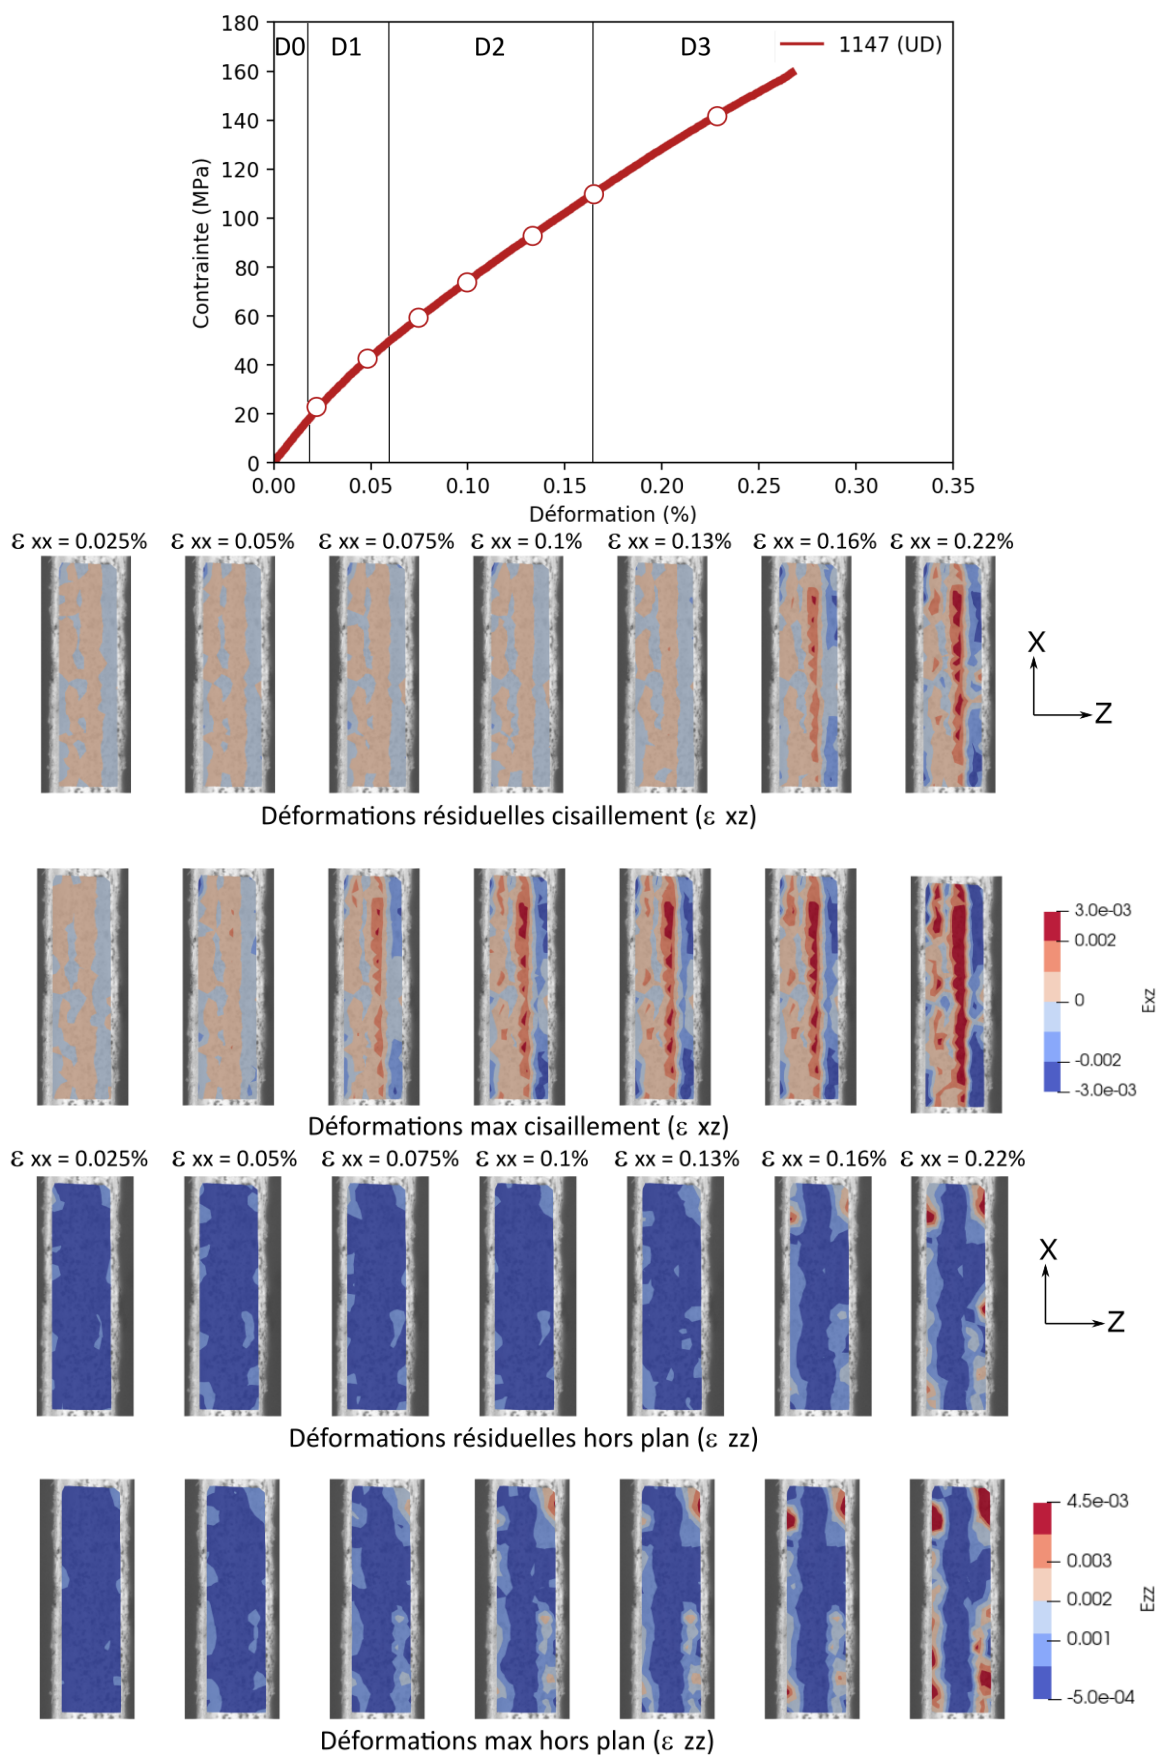 180
D0 D1 D2 D3 1147 (UD)
160
140
120
100
80
60
40
20
0
Contrainte (MPa)
0.00 0.05 0.10 0.15 0.20 0.25 0.30 0.35
Déformation (%)
ε xx = 0.025% ε xx = 0.05% ε xx = 0.075% ε xx = 0.1% ε xx = 0.13% ε xx = 0.16% ε xx = 0.22%
X
Z
Déformations résiduelles cisaillement (ε xz)
3.0e-03
0.002
0
-0.002
-3.0e-03
Exz
Déformations max cisaillement (ε xz)
ε xx = 0.025% ε xx = 0.05% ε xx = 0.075% ε xx = 0.1% ε xx = 0.13% ε xx = 0.16% ε xx = 0.22%
X
Z
Déformations résiduelles hors plan (ε zz)
4.5e-03
0.003
0.002
0.001
-5.0e-04
Ezz
Déformations max hors plan (ε zz)